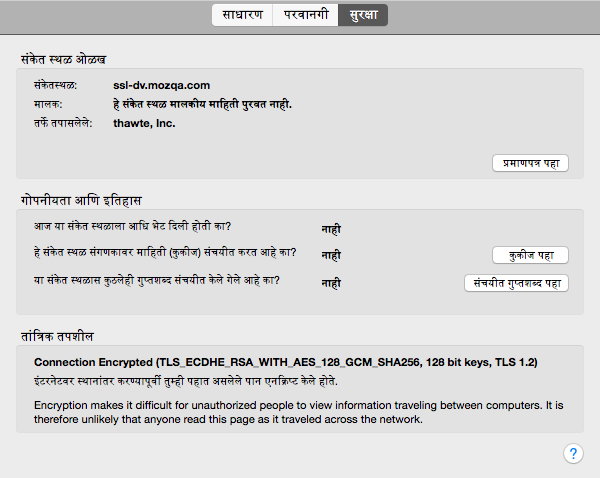 साधारण परवानगी सुरक्षा
संकेत स्थळ ओळख
संकेतस्थळ: ssl-dv.mozqa.com
मालक: हे संकेत स्थळ मालकीय माहिती पुरवत नाही.
तर्फे तपासलेले: thawte, Inc.
प्रमाणपत्र पहा
गोपनीयता आणि इतिहास
आज या संकेत स्थळाला आधि भेट दिली होती का? नाही
हे संकेत स्थळ संगणकावर माहिती (कुकीज) संचयीत करत आहे का? नाही कुकीज पहा
या संकेत स्थळास कुठलेही गुप्तशब्द संचयीत केले गेले आहे का? नाही संचयीत गुप्तशब्द पहा
तांत्रिक तपशील
Connection Encrypted (TLS_ECDHE_RSA_WITH_AES_128_GCM_SHA256, 128 bit keys, TLS 1.2)
इंटरनेटवर स्थानांतर करण्यापूर्वी तुम्ही पहात असलेले पान एनक्रिप्ट केले होते.
Encryption makes it difficult for unauthorized people to view information traveling between computers. It is
therefore unlikely that anyone read this page as it traveled across the network.
?